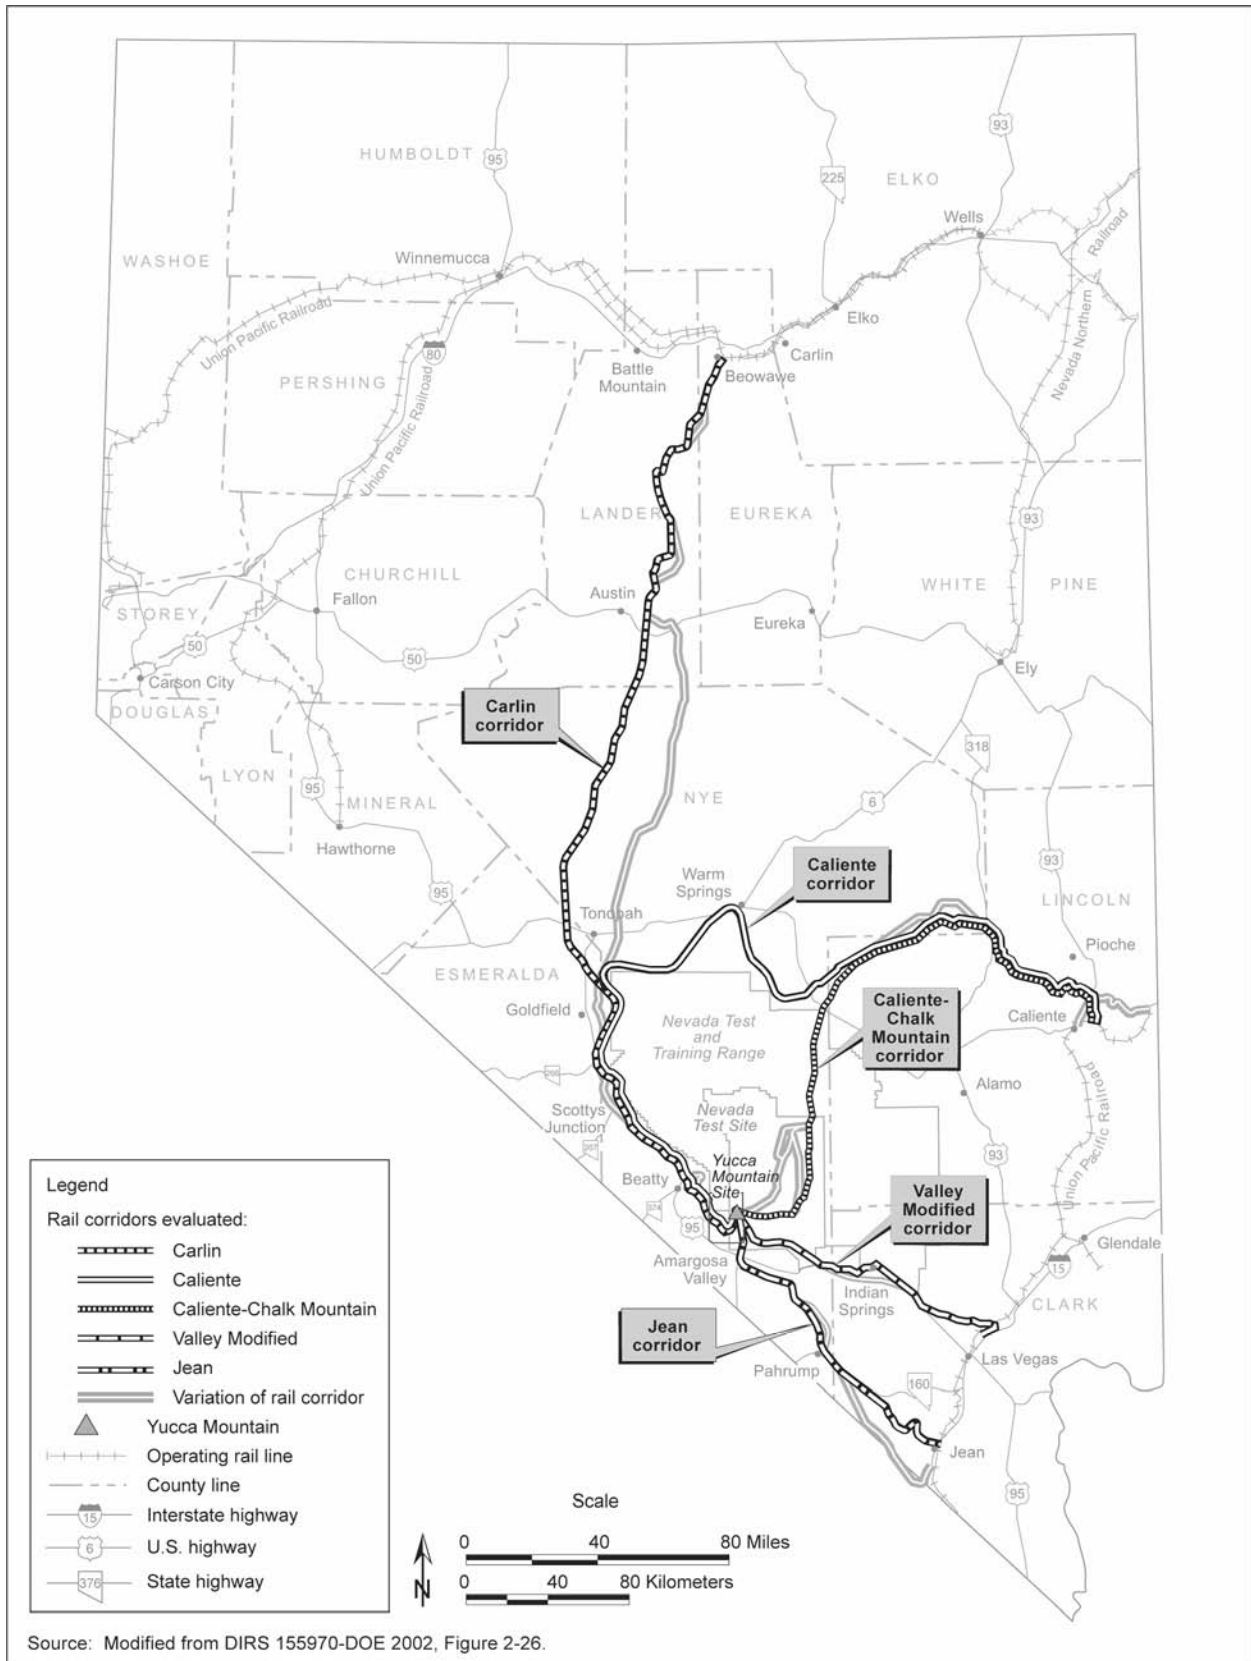 HUMBOLDT
95
93
225
ELKO
Wells
Railroad
WASHOE
Winnemucca
Union Pacific Railroad
80
Elko
Carlin
Battle
Mountain
Beowawe
Nevada Northern
PERSHING
Union Pacific Railroad
LANDER
EUREKA
93
CHURCHILL
WHITE PINE
Fallon
Austin
Eureka
STOREY
50
50
Ely
Carson City
DOUGLAS
Carlin
corridor
318
LYON
95
MINERAL
NYE
6
Hawthorne
Caliente
corridor
93
Warm
Springs
95
LINCOLN
Tonopah
Pioche
ESMERALDA
Goldfield
Nevada Test
and
Training Range
Caliente-
Chalk
Mountain
corridor
Caliente
266
Alamo
Scottys
Junction
Nevada
Test Site
Union Pacific Railroad
267
93
Yucca
Mountain
Site
Beatty
374
95
Valley
Modified
corridor
Glendale
15
Amargosa
Valley
Indian
Springs
CLARK
Jean
corridor
Las Vegas
Pahrump
160
Jean
95
Legend
Rail corridors evaluated:
Carlin
Caliente
Caliente-Chalk Mountain
Valley Modified
Jean
Variation of rail corridor
Yucca Mountain
Operating rail line
County line
15 Interstate highway
6 U.S. highway
376 State highway
Scale
0 40 80 Miles
0 40 80 Kilometers
N
Source: Modified from DIRS 155970-DOE 2002, Figure 2-26.